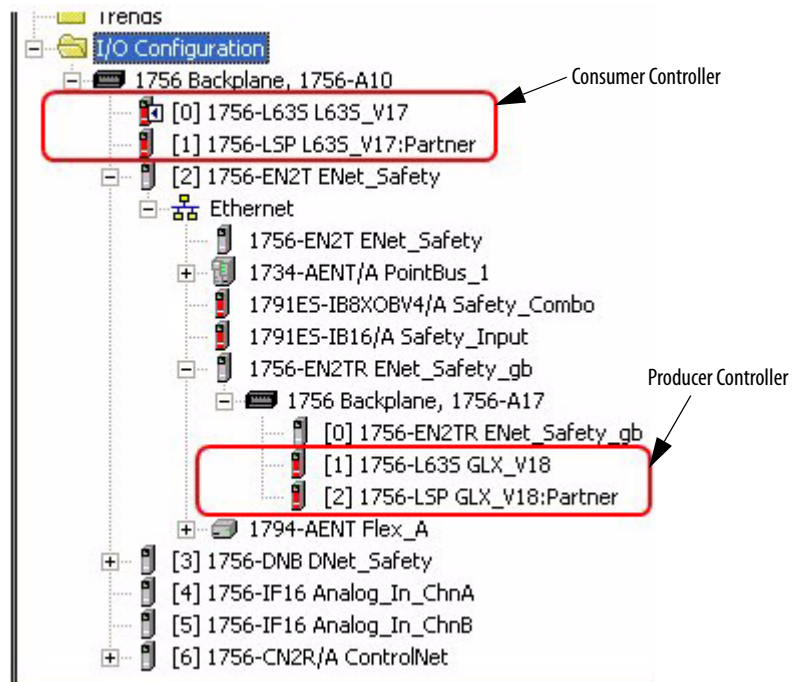 Trends
I/O Configuration
1756 Backplane, 1756-A10
Consumer Controller
[0] 1756-L63S L63S_V17
[1] 1756-LSP L63S_V17:Partner
[2] 1756-EN2T ENet_Safety
Ethernet
1756-EN2T ENet_Safety
1734-AENT/A PointBus_1
1791ES-IB8XOBV4/A Safety_Combo
1791ES-IB16/A Safety_Input
1756-EN2TR ENet_Safety_gb
Producer Controller
1756 Backplane, 1756-A17
[0] 1756-EN2TR ENet_Safety_gb
[1] 1756-L63S GLX_V18
[2] 1756-LSP GLX_V18:Partner
1794-AENT Flex_A
[3] 1756-DNB DNet_Safety
[4] 1756-IF16 Analog_In_ChnA
[5] 1756-IF16 Analog_In_ChnB
[6] 1756-CN2R/A ControlNet